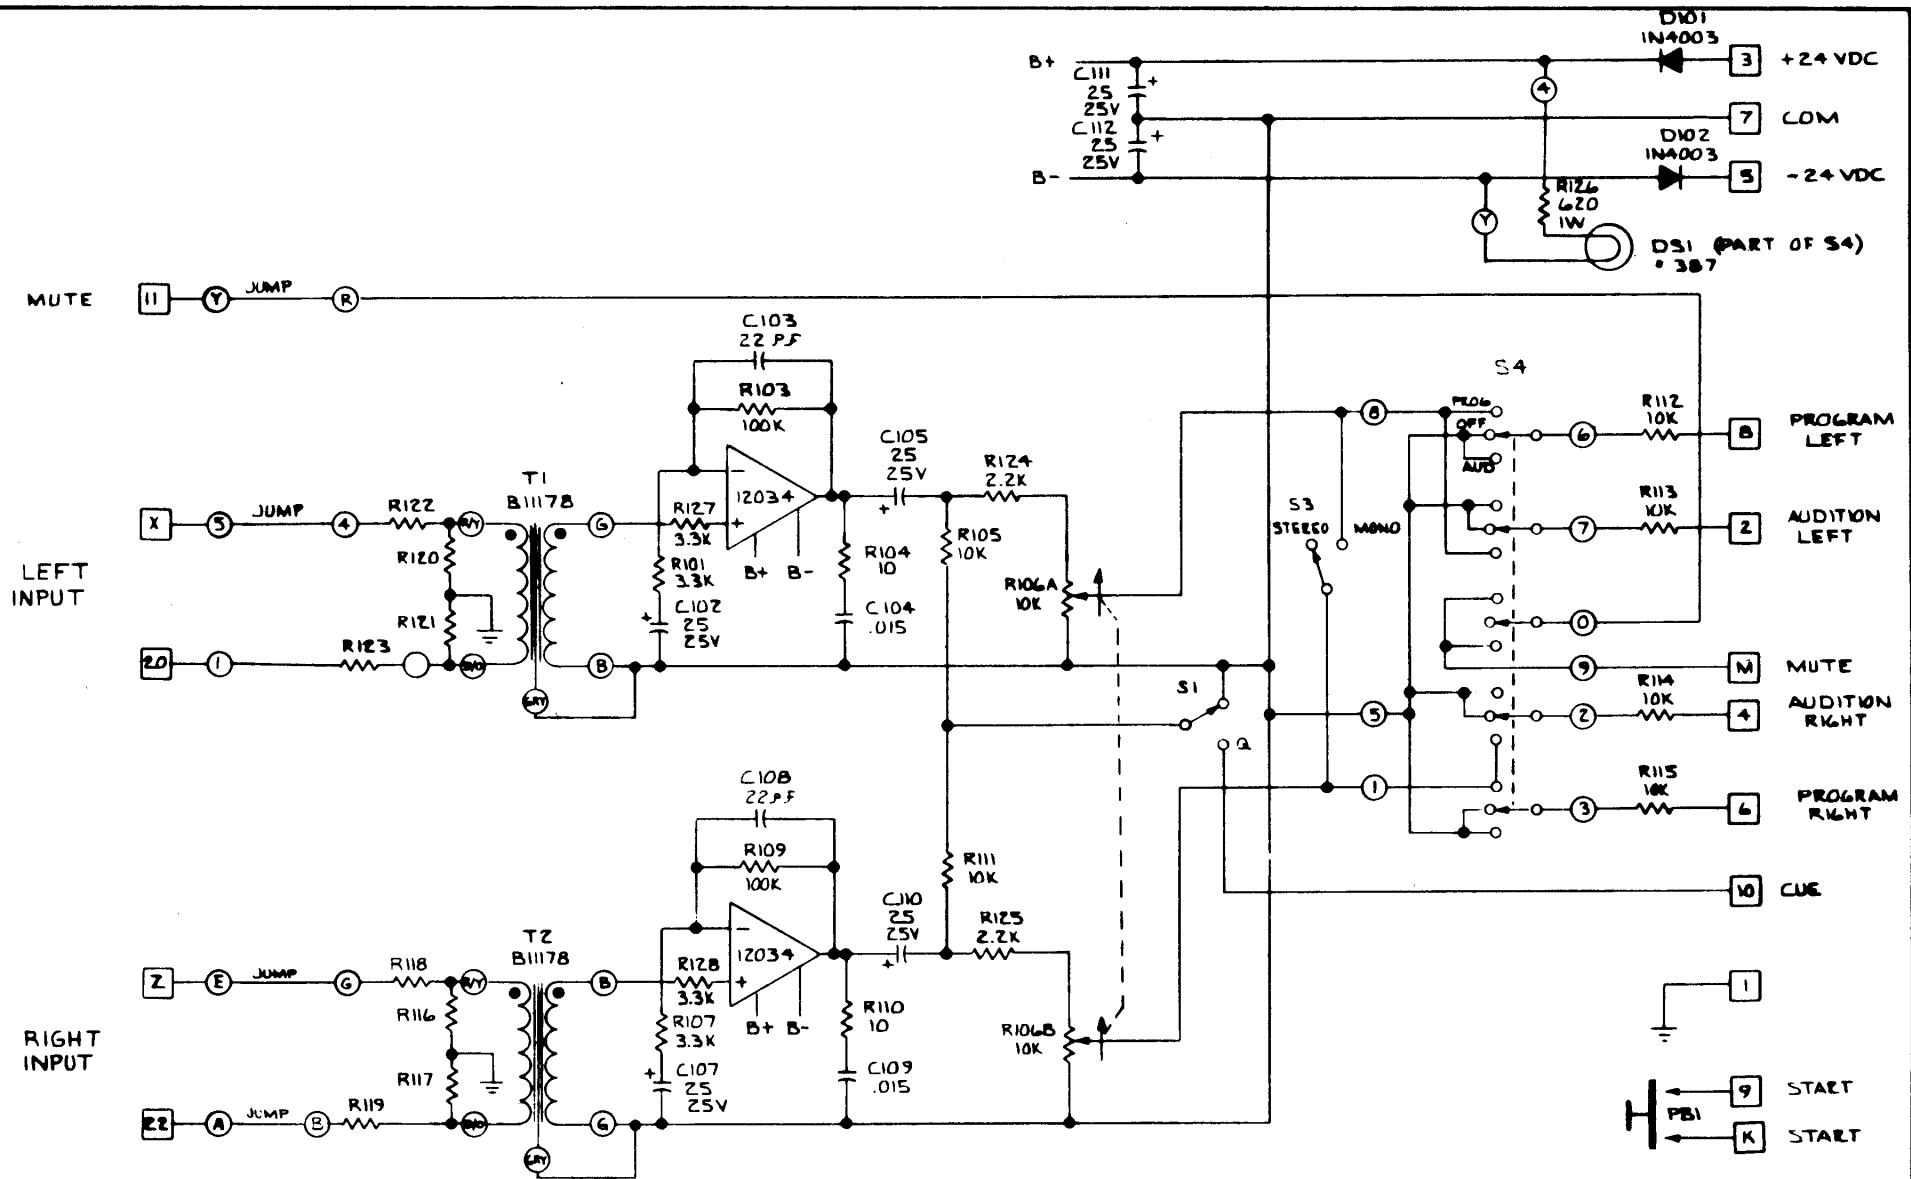 D101
1N4003
B+
3
+24 VDC
C111
25
25V
+
4
7
COM
C112
25
25V
+
D102
1N4003
B-
5
-24 VDC
R126
620
1W
Y
DS1 (PART OF S4)
387
MUTE
11
Y
JUMP
R
C103
22 PF
R103
100K
S4
PROG
OFF
AUD
8
6
R112
10K
8
PROGRAM
LEFT
C105
25
25V
+
R124
2.2K
T1
B11178
12034
-
+
S3
STEREO
MONO
7
R113
10K
2
AUDITION
LEFT
X
5
JUMP
4
R122
R/Y
G
R127
3.3K
R105
10K
R120
R101
3.3K
B+
B-
R104
10
LEFT
INPUT
R106A
10K
C102
25
25V
+
C104
.015
R121
0
20
1
R123
B
9
M
MUTE
GRY
S1
5
2
R114
10K
4
AUDITION
RIGHT
Q
C108
22PF
1
3
R115
10K
6
PROGRAM
RIGHT
R109
100K
R111
10K
10
CUE
C110
25
25V
+
R125
2.2K
T2
B11178
12034
-
+
Z
E
JUMP
G
R118
R/Y
B
R128
3.3K
1
R116
R107
3.3K
B+
B-
R110
10
RIGHT
INPUT
R106B
10K
C107
25
25V
+
C109
.015
R117
9
START
PB1
22
A
JUMP
B
R119
G
K
START
GRY